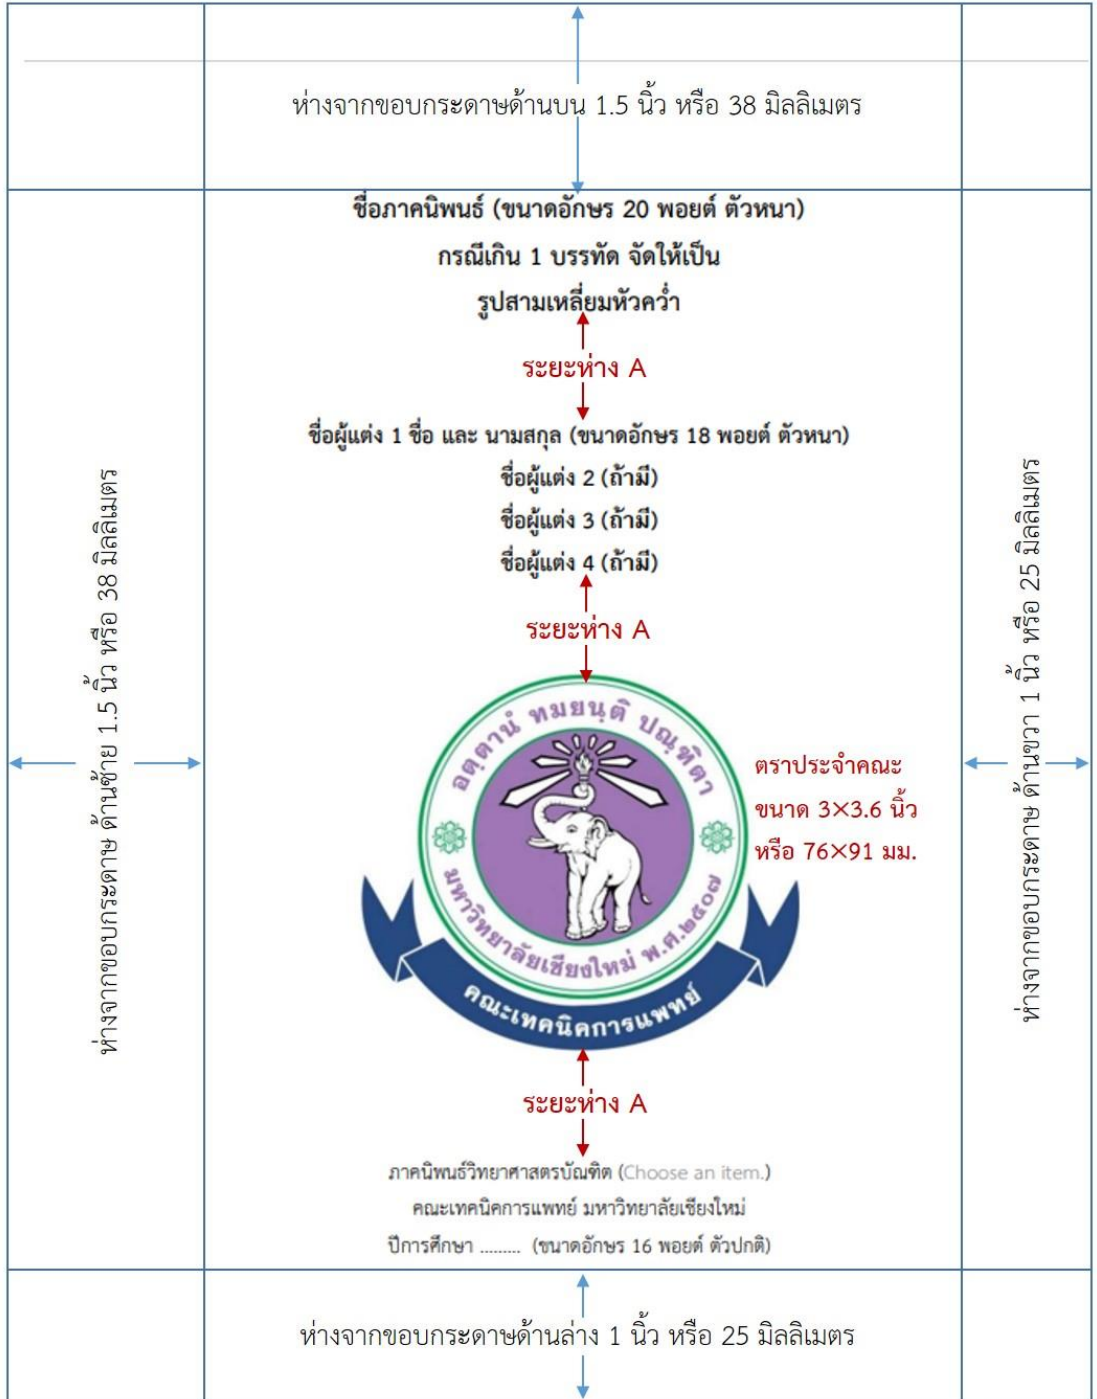 ห่างจากขอบกระดาษด้านบน 1.5 นิ้ว หรือ 38 มิลลิเมตร
ชื่อภาคนิพนธ์ (ขนาดอักษร 20 พอยต์ ตัวหนา)
กรณีเกิน 1 บรรทัด จัดให้เป็น
รูปสามเหลี่ยมหัวคว่ำ
ระยะห่าง A
ชื่อผู้แต่ง 1 ชื่อ และ นามสกุล (ขนาดอักษร 18 พอยต์ ตัวหนา)
ชื่อผู้แต่ง 2 (ถ้ามี)
ชื่อผู้แต่ง 3 (ถ้ามี)
ชื่อผู้แต่ง 4 (ถ้ามี)
ระยะห่าง A
ห่างจากขอบกระดาษ ด้านซ้าย 1.5 นิ้ว หรือ 38 มิลลิเมตร
อตฺตานํ ทมยนฺติ ปณฺฑิตา
มหาวิทยาลัยเชียงใหม่ พ.ศ.๒๕๐๗
คณะเทคนิคการแพทย์
ตราประจำคณะ
ขนาด 3×3.6 นิ้ว
หรือ 76×91 มม.
ห่างจากขอบกระดาษ ด้านขวา 1 นิ้ว หรือ 25 มิลลิเมตร
ระยะห่าง A
ภาคนิพนธ์วิทยาศาสตรบัณฑิต (Choose an item.)
คณะเทคนิคการแพทย์ มหาวิทยาลัยเชียงใหม่
ปีการศึกษา ......... (ขนาดอักษร 16 พอยต์ ตัวปกติ)
ห่างจากขอบกระดาษด้านล่าง 1 นิ้ว หรือ 25 มิลลิเมตร